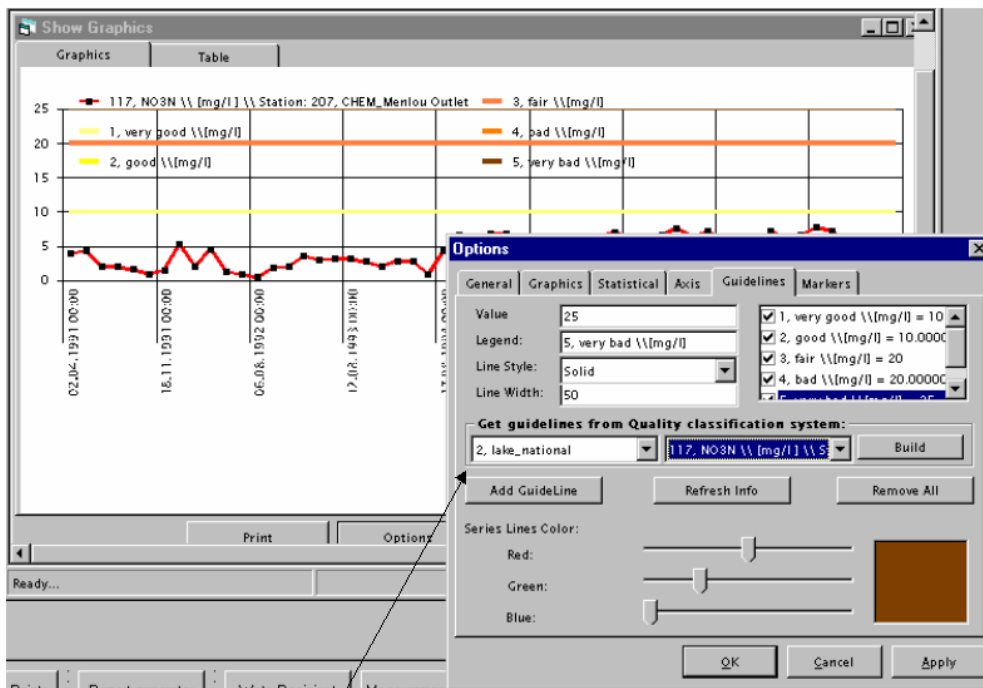 Show Graphics
Graphics
Table
117, NO3N \\ [mg/l ] \\ Station: 207, CHEM_Menlou Outlet
3, fair \\[mg/l]
1, very good \\[mg/l]
4, bad \\[mg/l]
2, good \\[mg/l]
5, very bad \\[mg/l]
25
20
15
10
5
0
02.04.1991 00:00
18.11.1991 00:00
06.08.1992 00:00
Print
Options
Ready...
Options
General
Graphics
Statistical
Axis
Guidelines
Markers
Value
25
Legend:
5, very bad \\[mg/l]
Line Style:
Solid
Line Width:
50
1, very good \\[mg/l] = 10
2, good \\[mg/l] = 10.0000
3, fair \\[mg/l] = 20
4, bad \\[mg/l] = 20.00000
Get guidelines from Quality classification system:
2, lake_national
117, NO3N \\ [mg/l ] \\ S
Build
Add GuideLine
Refresh Info
Remove All
Series Lines Color:
Red:
Green:
Blue:
OK
Cancel
Apply